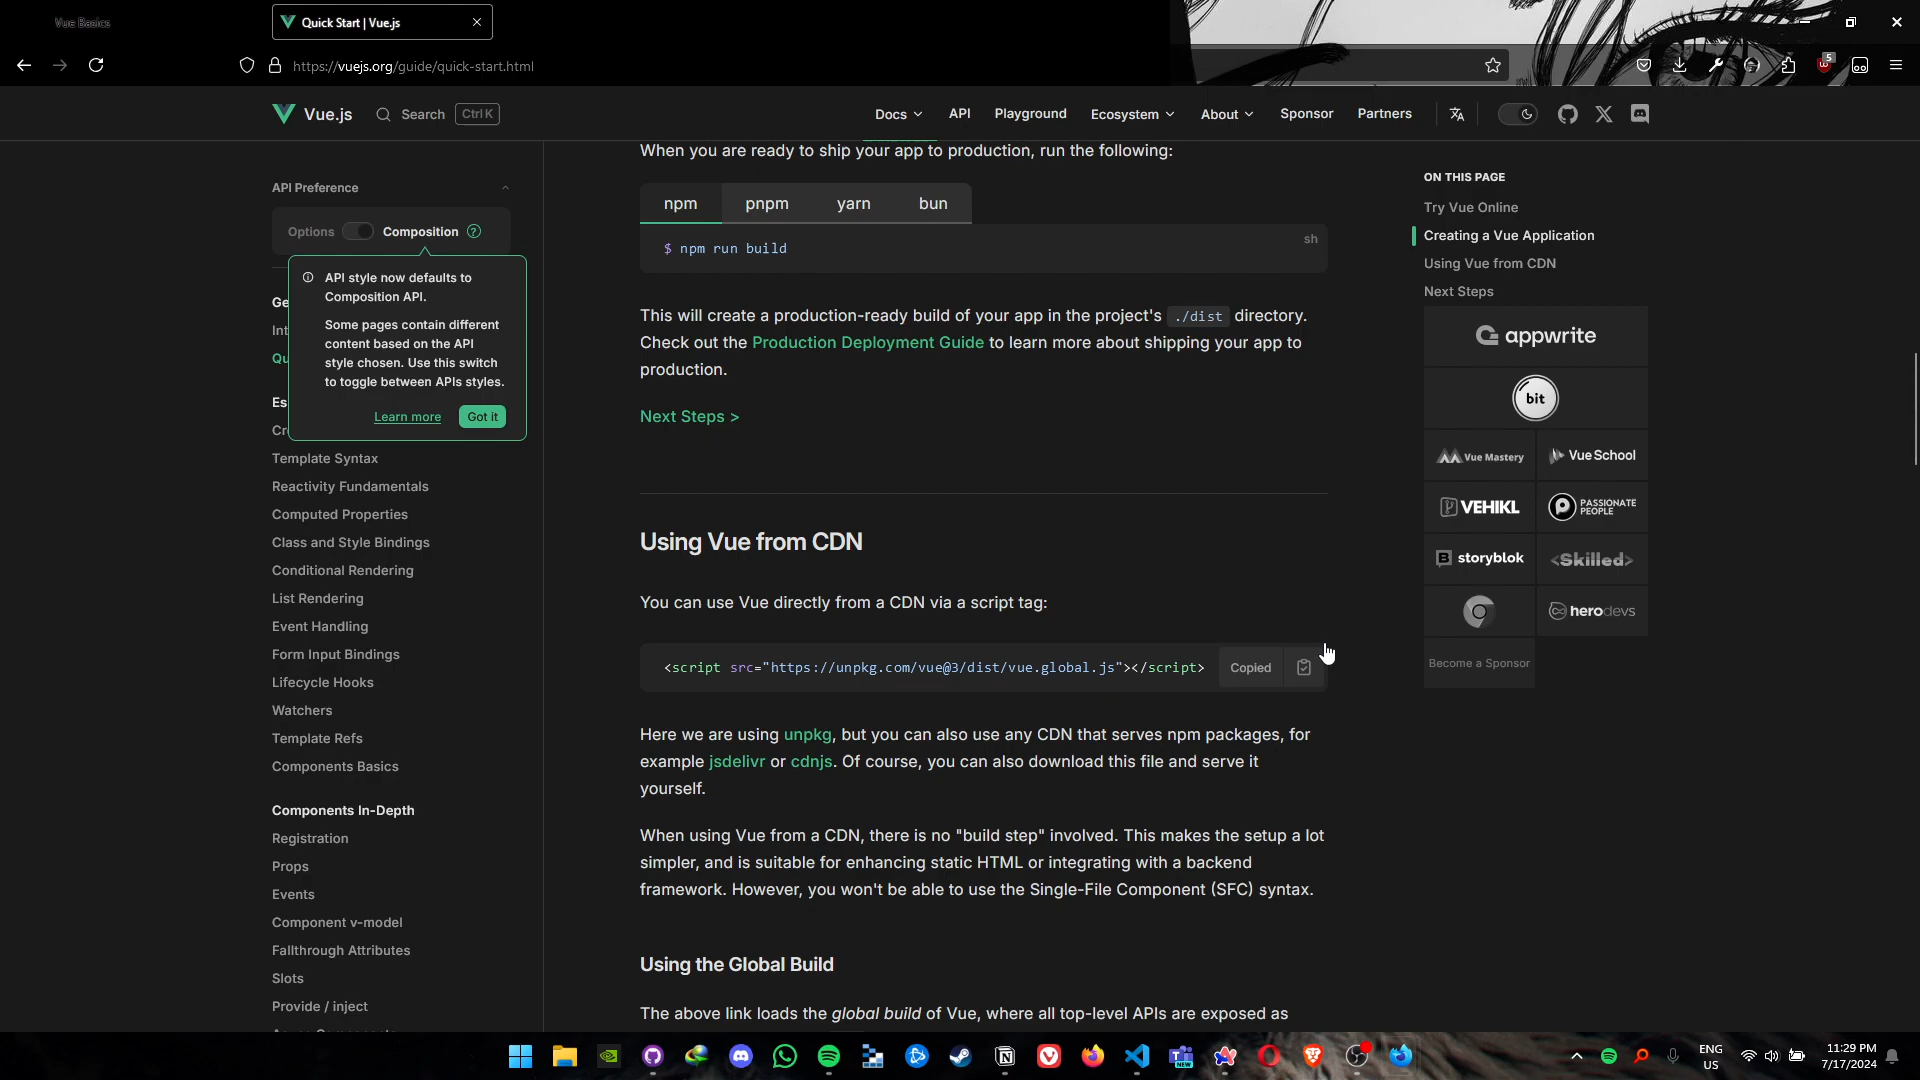 Vue Basics
Quick Start | Vue.js
https://vuejs.org/guide/quick-start.html
5
Vue.js
Search
Ctrl K
Docs
API
Playground
Ecosystem
About
Sponsor
Partners
API Preference
Options
Composition
?
API style now defaults to
Composition API.
Some pages contain different
content based on the API
style chosen. Use this switch
to toggle between APIs styles.
Learn more
Got it
Ge
Int
Qu
Es
Cr
Template Syntax
Reactivity Fundamentals
Computed Properties
Class and Style Bindings
Conditional Rendering
List Rendering
Event Handling
Form Input Bindings
Lifecycle Hooks
Watchers
Template Refs
Components Basics
Components In-Depth
Registration
Props
Events
Component v-model
Fallthrough Attributes
Slots
Provide / inject
When you are ready to ship your app to production, run the following:
npm
pnpm
yarn
bun
sh
$ npm run build
This will create a production-ready build of your app in the project's ./dist directory.
Check out the Production Deployment Guide to learn more about shipping your app to
production.
Next Steps >
Using Vue from CDN
You can use Vue directly from a CDN via a script tag:
<script src="https://unpkg.com/vue@3/dist/vue.global.js"></script>
Copied
Here we are using unpkg, but you can also use any CDN that serves npm packages, for
example jsdelivr or cdnjs. Of course, you can also download this file and serve it
yourself.
When using Vue from a CDN, there is no "build step" involved. This makes the setup a lot
simpler, and is suitable for enhancing static HTML or integrating with a backend
framework. However, you won't be able to use the Single-File Component (SFC) syntax.
Using the Global Build
The above link loads the global build of Vue, where all top-level APIs are exposed as
ON THIS PAGE
Try Vue Online
Creating a Vue Application
Using Vue from CDN
Next Steps
appwrite
bit
Vue Mastery
VueSchool
VEHIKL
PASSIONATE
PEOPLE
storyblok
<Skilled>
herodevs
Become a Sponsor
NEW
ENG
US
11:29 PM
7/17/2024